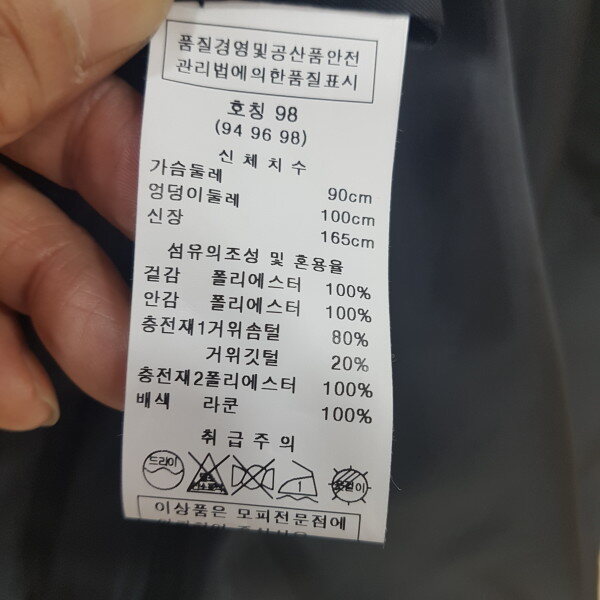 품질경영및공산품안전
관리법에의한품질표시
호칭 98
(94 96 98)
신 체 치 수
가슴둘레 90cm
엉덩이둘레 100cm
신장 165cm
섬유의조성 및 혼용율
겉감 폴리에스터 100%
안감 폴리에스터 100%
충전재1거위솜털 80%
거위깃털 20%
충전재2폴리에스터 100%
배색 라쿤 100%
취 급 주 의
드라이
이상품은 모피전문점에